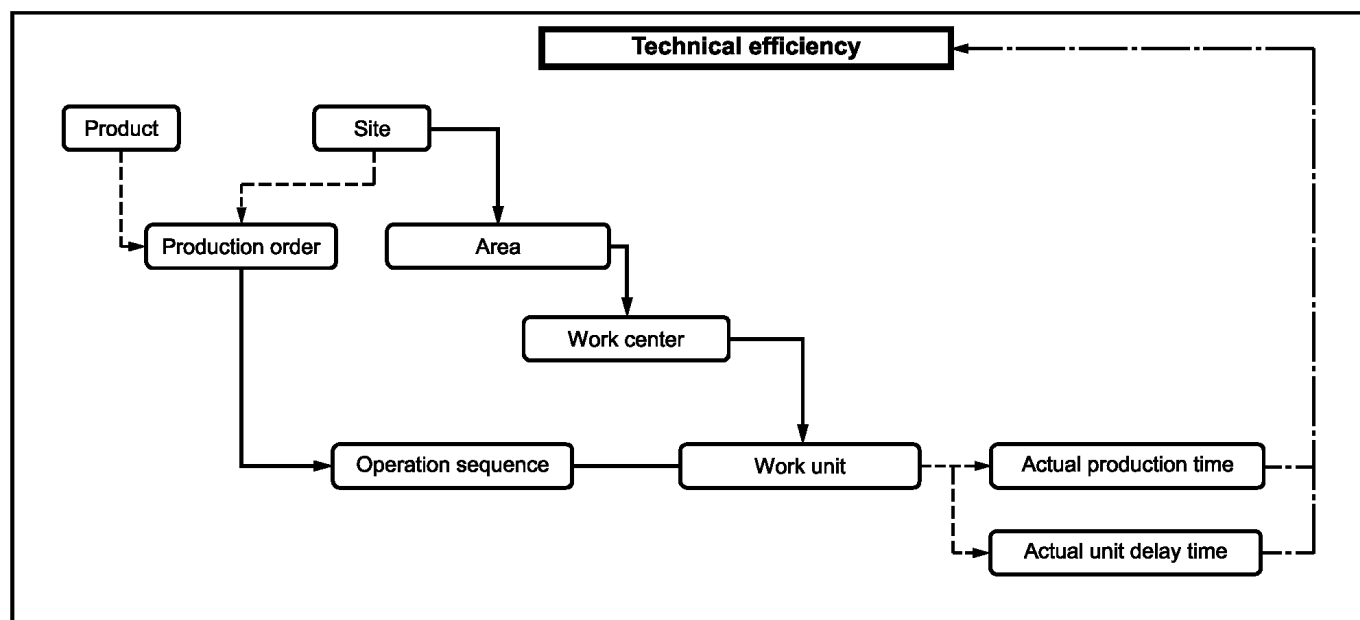 Technical efficiency
Product
Site
Production order
Area
Work center
Operation sequence
Work unit
Actual production time
Actual unit delay time